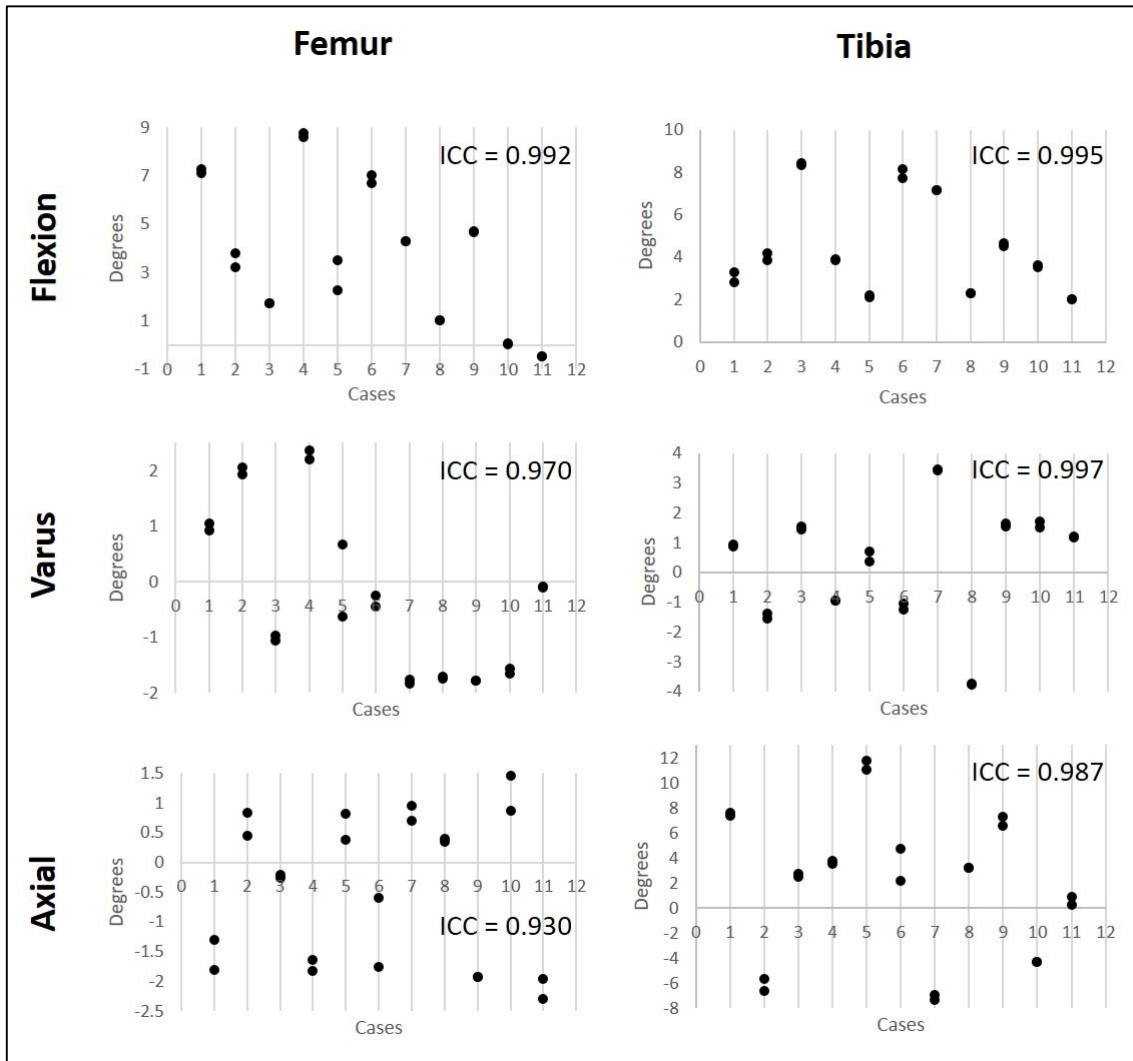 Femur
Tibia
Flexion
9
7
5
3
1
-1
Degrees
ICC = 0.992
0 1 2 3 4 5 6 7 8 9 10 11 12
Cases
10
8
6
4
2
0
Degrees
ICC = 0.995
0 1 2 3 4 5 6 7 8 9 10 11 12
Cases
Varus
2
1
0
-1
-2
Degrees
ICC = 0.970
0 1 2 3 4 5 6 7 8 9 10 11 12
Cases
4
3
2
1
0
-1
-2
-3
-4
Degrees
ICC = 0.997
0 1 2 3 4 5 6 7 8 9 10 11 12
Cases
Axial
1.5
1
0.5
0
-0.5
-1
-1.5
-2
-2.5
Degrees
ICC = 0.930
0 1 2 3 4 5 6 7 8 9 10 11 12
Cases
12
10
8
6
4
2
0
-2
-4
-6
-8
Degrees
ICC = 0.987
0 1 2 3 4 5 6 7 8 9 10 11 12
Cases